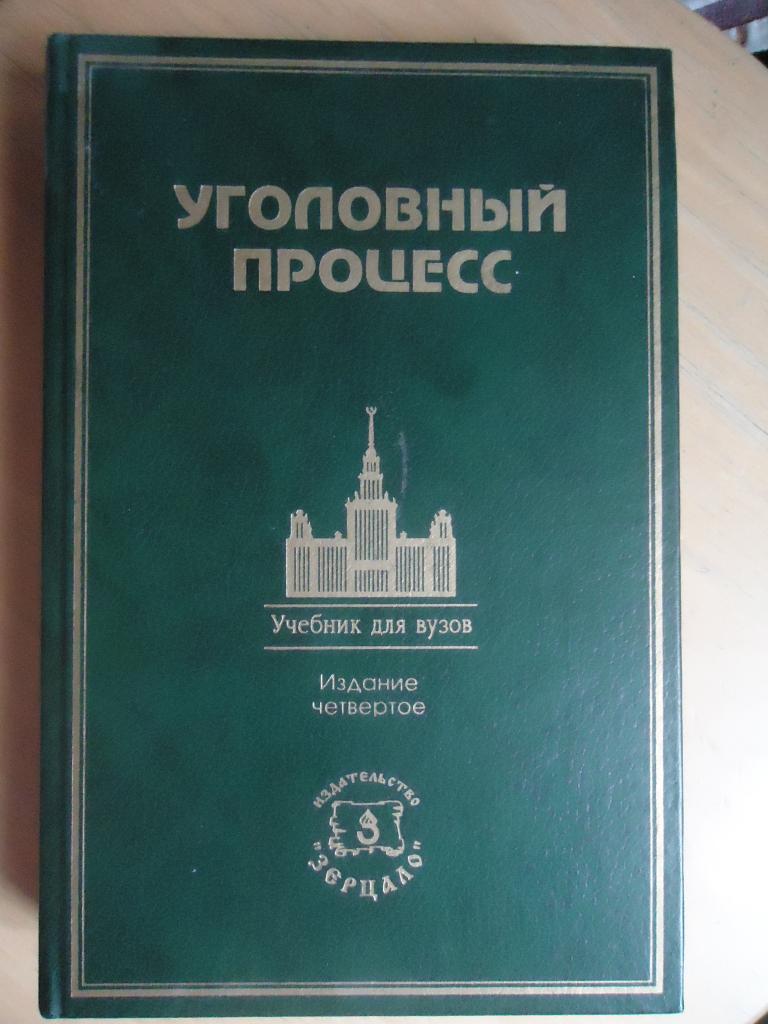 УГОЛОВНЫЙ
ПРОЦЕСС
Учебник для вузов
Издание
четвертое
ИЗДАТЕЛЬСТВО
З
"ЗЕРЦАЛО"